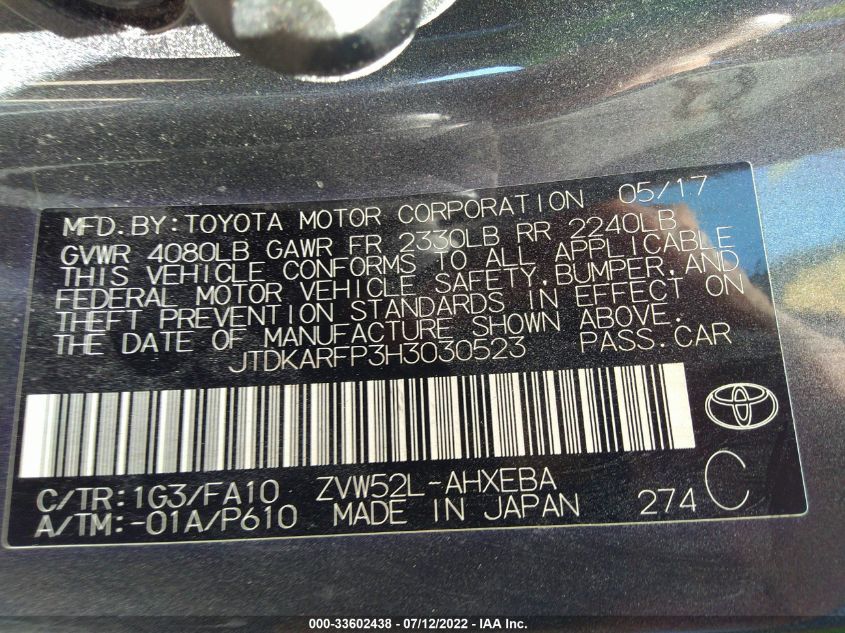 MFD.BY:TOYOTA MOTOR CORPORATION 05/17
GVWR 4080LB GAWR FR 2330LB RR 2240LB
THIS VEHICLE CONFORMS TO ALL APPLICABLE
FEDERAL MOTOR VEHICLE SAFETY,BUMPER,AND
THEFT PREVENTION STANDARDS IN EFFECT ON
THE DATE OF MANUFACTURE SHOWN ABOVE.
JTDKARFP3H3030523 PASS.CAR
C/TR:1G3/FA10 ZVW52L-AHXEBA
A/TM:-01A/P610 MADE IN JAPAN 274 C
000-33602438 - 07/12/2022 - IAA Inc.